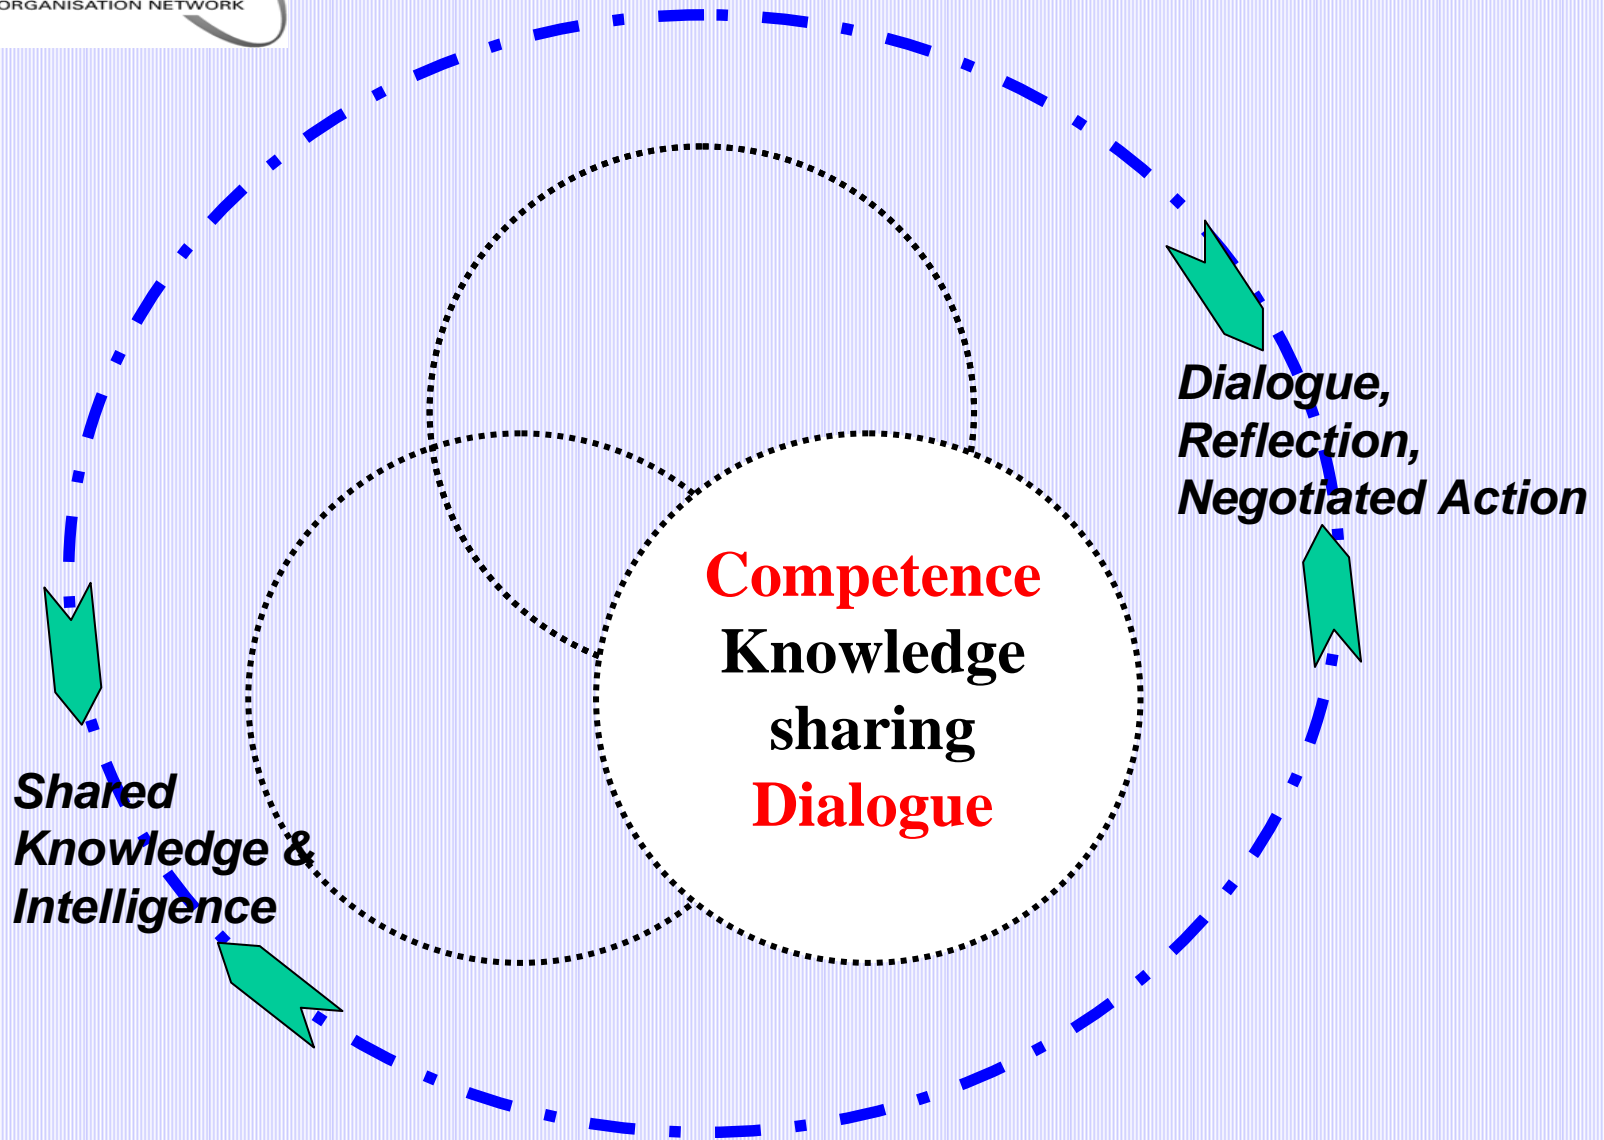 ORGANISATION NETWORK
Dialogue,
Reflection,
Negotiated Action
Competence
Knowledge
sharing
Dialogue
Shared
Knowledge &
Intelligence